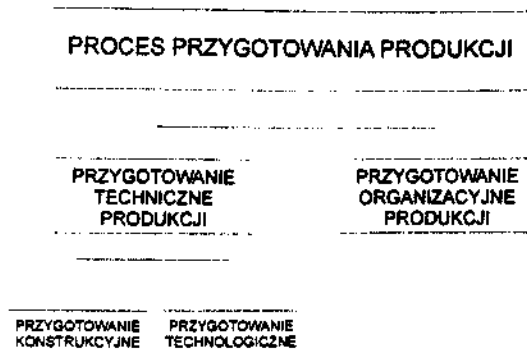 PROCES PRZYGOTOWANIA PRODUKCJI
PRZYGOTOWANIE
TECHNICZNE
PRODUKCJI
PRZYGOTOWANIE
ORGANIZACYJNE
PRODUKCJI
PRZYGOTOWANIE
KONSTRUKCYJNE
PRZYGOTOWANIE
TECHNOLOGICZNE